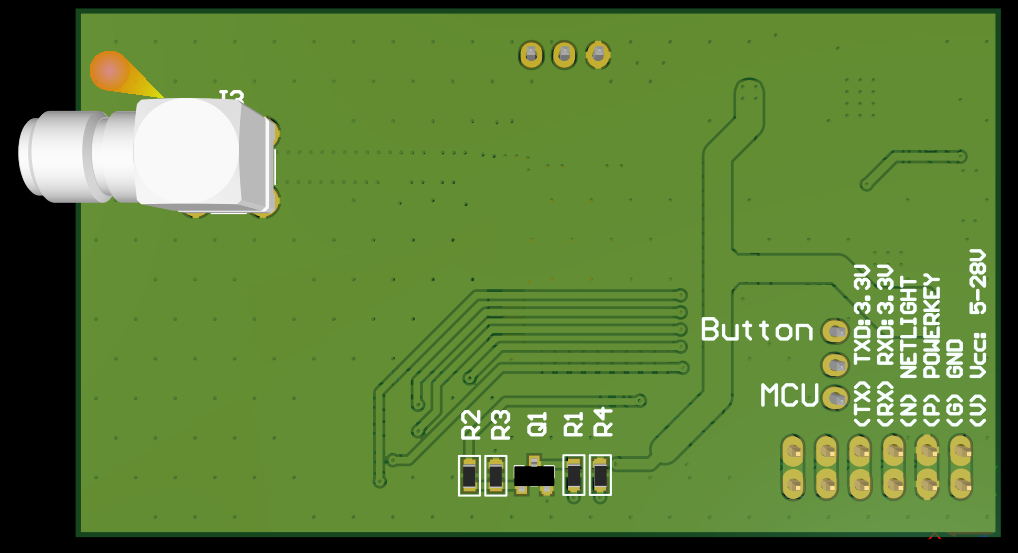 J3
Button
MCU
(TX) TXD:3.3V
(RX) RXD:3.3V
(N) NETLIGHT
(P) POWERKEY
(G) GND
(V) Vcc: 5-28V
R2
R3
Q1
R1
R4